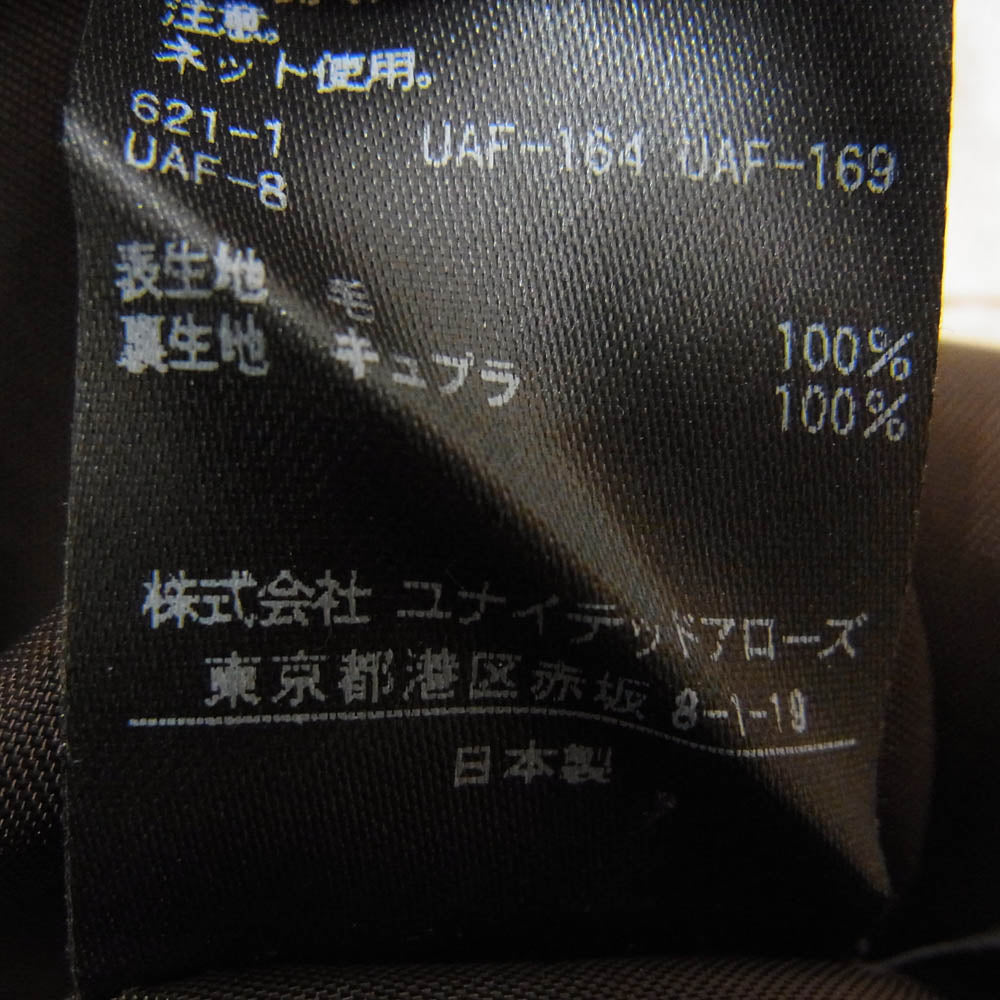 注意。
ネット使用。
621-1
UAF-8 UAF-164 UAF-169
表生地 毛 100%
裏生地 キュプラ 100%
株式会社 ユナイテッドアローズ
東京都港区赤坂 8-1-19
日本製